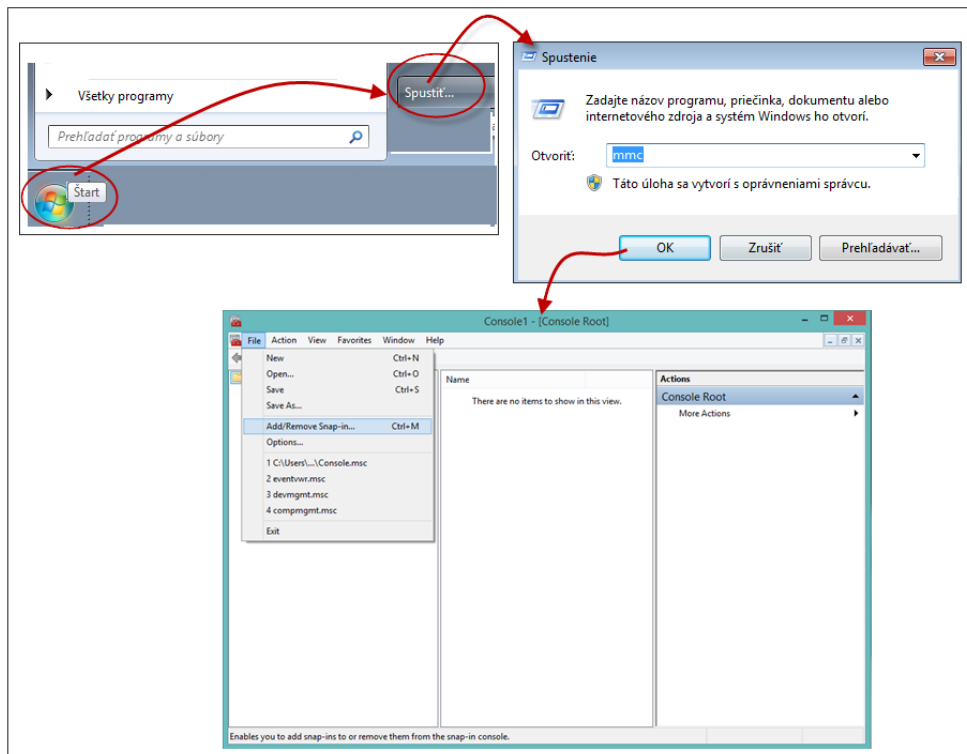 Všetky programy
Prehľadať programy a súbory
Štart
Spustiť...
Spustenie
Zadajte názov programu, priečinka, dokumentu alebo
internetového zdroja a systém Windows ho otvorí.
Otvoriť:
mmc
Táto úloha sa vytvorí s oprávneniami správcu.
OK
Zrušiť
Prehľadávať...
Console1 - [Console Root]
File Action View Favorites Window Help
New Ctrl+N
Open... Ctrl+O
Save Ctrl+S
Save As...
Add/Remove Snap-in... Ctrl+M
Options...
1 C:\Users\...\Console.msc
2 eventvwr.msc
3 devmgmt.msc
4 compmgmt.msc
Exit
Name
There are no items to show in this view.
Actions
Console Root
More Actions
Enables you to add snap-ins to or remove them from the snap-in console.